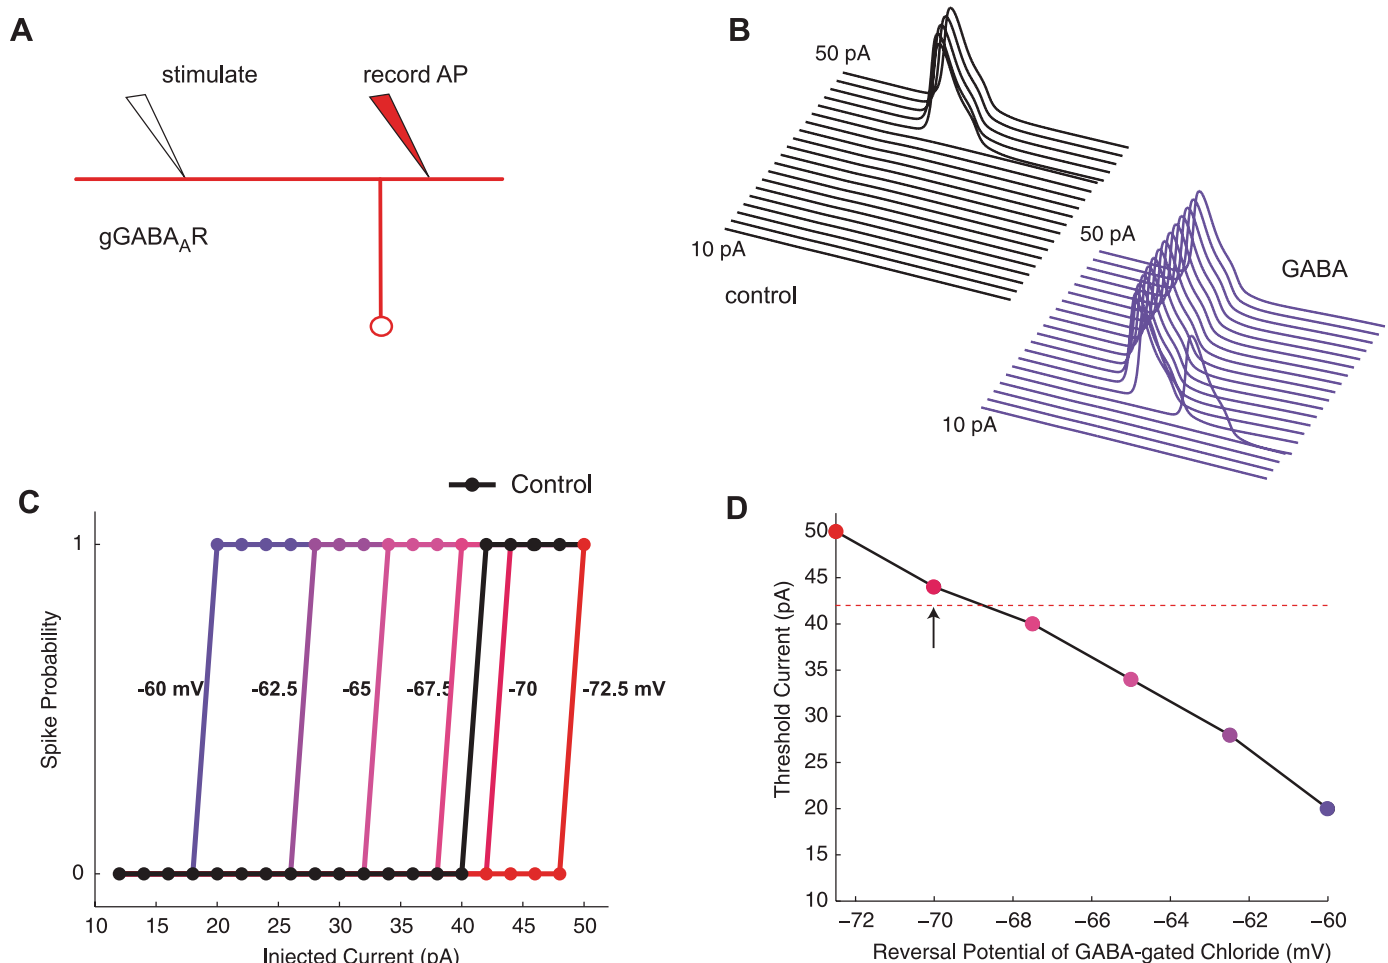 A
stimulate
record AP
gGABA_AR
B
50 pA
10 pA
control
50 pA
GABA
10 pA
C
Control
1
0
Spike Probability
-60 mV
-62.5
-65
-67.5
-70
-72.5 mV
10 15 20 25 30 35 40 45 50
Injected Current (pA)
D
50
45
40
35
30
25
20
15
10
Threshold Current (pA)
−72 −70 −68 −66 −64 −62 −60
Reversal Potential of GABA-gated Chloride (mV)